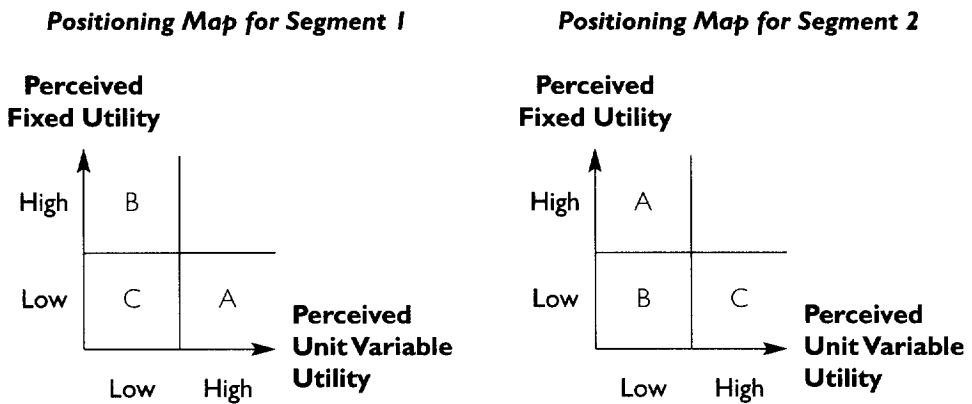 Positioning Map for Segment 1
Perceived
Fixed Utility
High
B
Low
C
A
Perceived
Unit Variable
Utility
Low
High
Positioning Map for Segment 2
Perceived
Fixed Utility
High
A
Low
B
C
Perceived
Unit Variable
Utility
Low
High